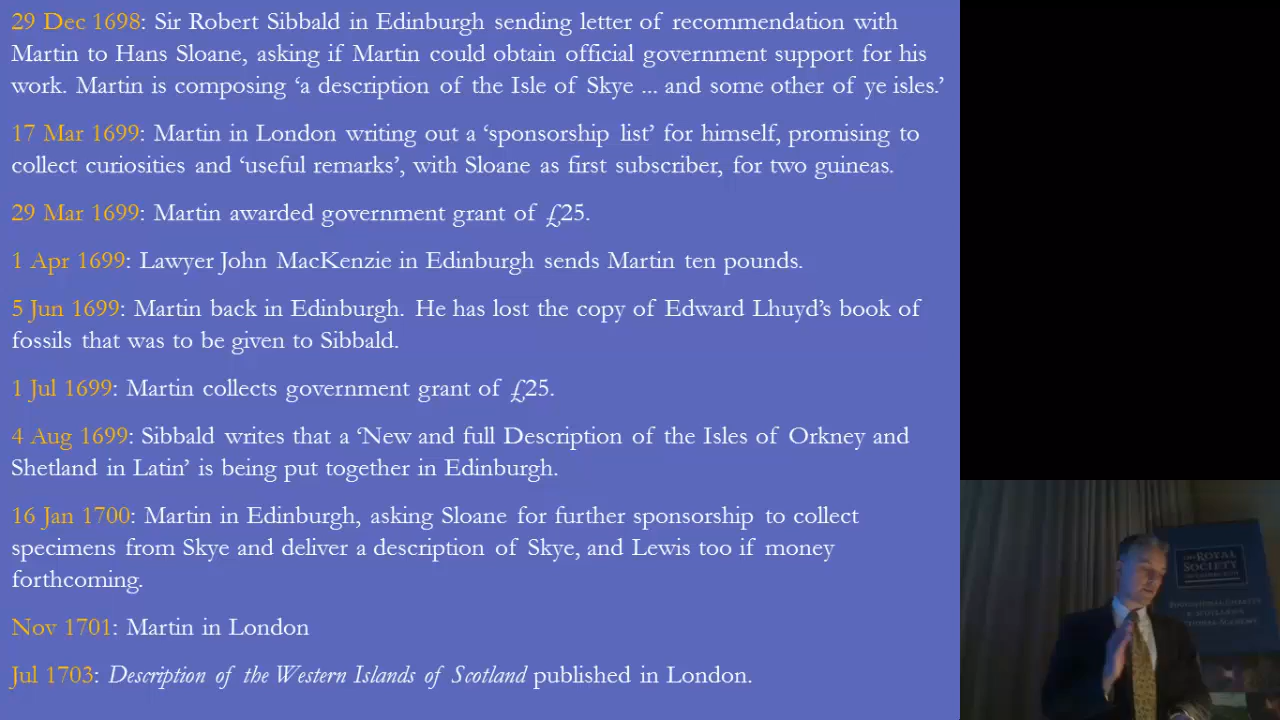 29 Dec 1698: Sir Robert Sibbald in Edinburgh sending letter of recommendation with
Martin to Hans Sloane, asking if Martin could obtain official government support for his
work. Martin is composing ‘a description of the Isle of Skye ... and some other of ye isles.’
17 Mar 1699: Martin in London writing out a ‘sponsorship list’ for himself, promising to
collect curiosities and ‘useful remarks’, with Sloane as first subscriber, for two guineas.
29 Mar 1699: Martin awarded government grant of £25.
1 Apr 1699: Lawyer John MacKenzie in Edinburgh sends Martin ten pounds.
5 Jun 1699: Martin back in Edinburgh. He has lost the copy of Edward Lhuyd’s book of
fossils that was to be given to Sibbald.
1 Jul 1699: Martin collects government grant of £25.
4 Aug 1699: Sibbald writes that a ‘New and full Description of the Isles of Orkney and
Shetland in Latin’ is being put together in Edinburgh.
16 Jan 1700: Martin in Edinburgh, asking Sloane for further sponsorship to collect
specimens from Skye and deliver a description of Skye, and Lewis too if money
forthcoming.
Nov 1701: Martin in London
Jul 1703: Description of the Western Islands of Scotland published in London.
ROYAL
SOCIETY